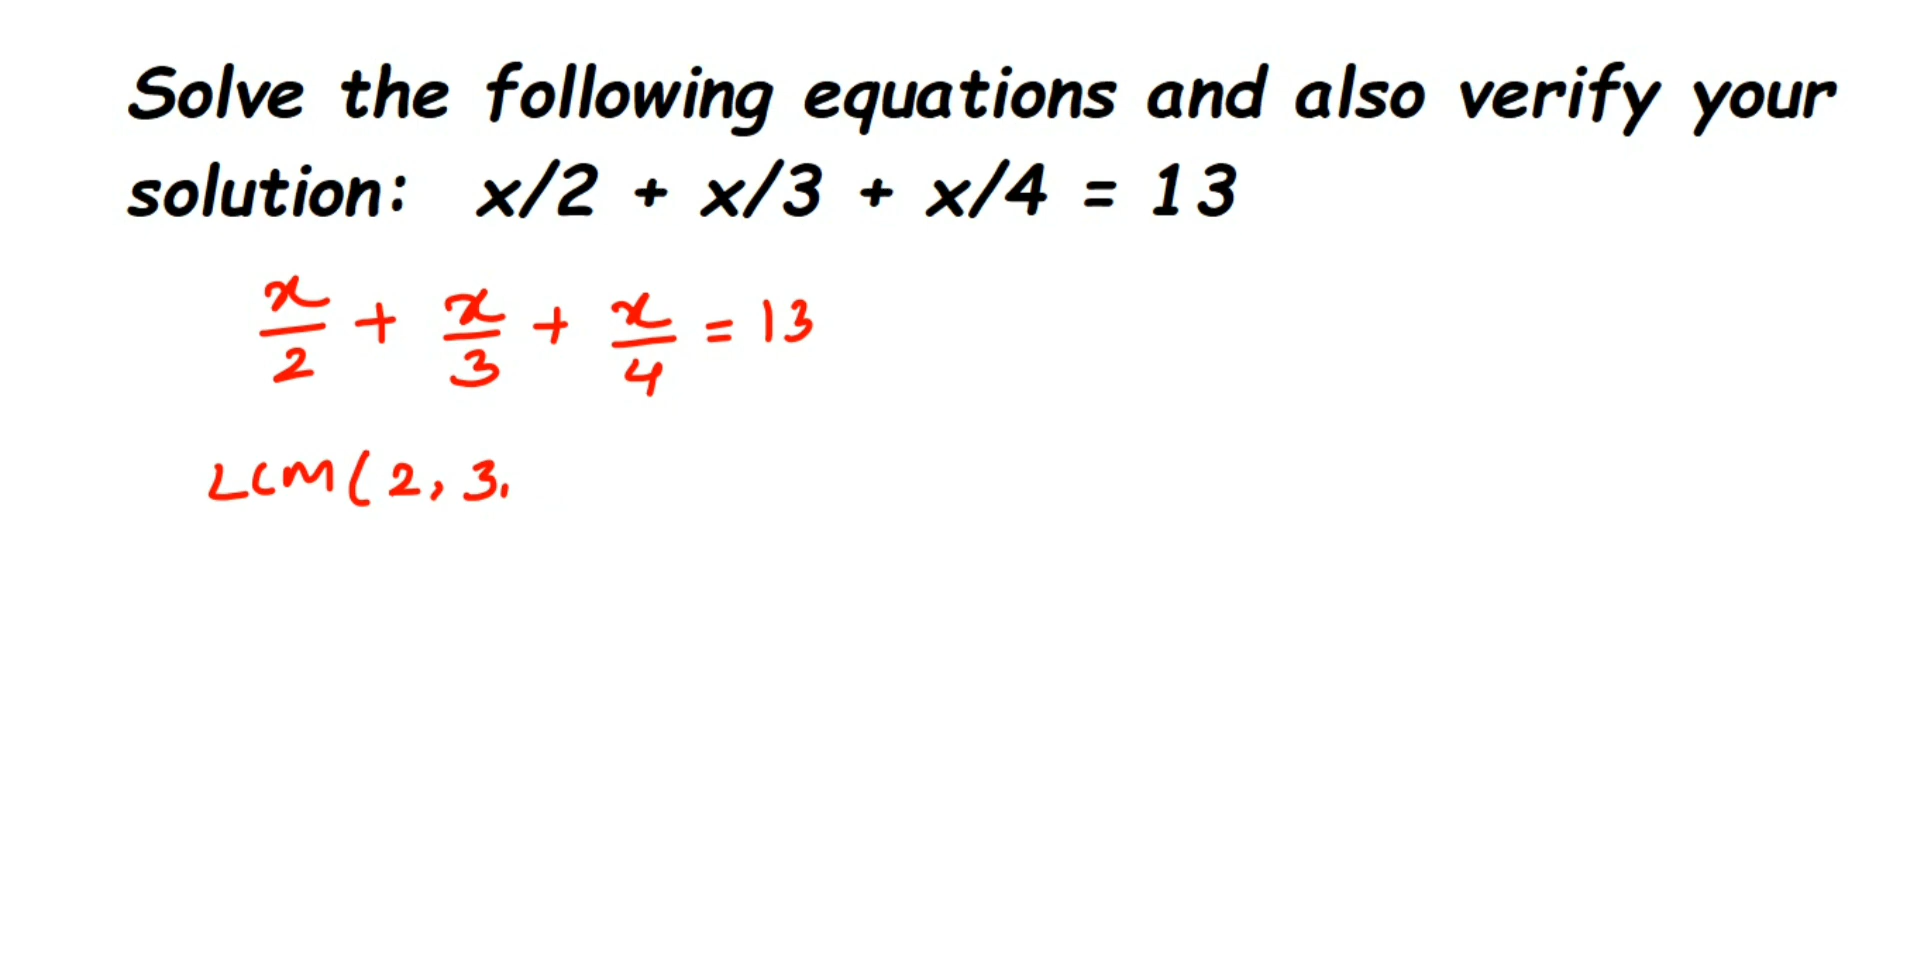 Solve the following equations and also verify your
solution: x/2 + x/3 + x/4 = 13
x/2 + x/3 + x/4 = 13
LCM(2, 3,